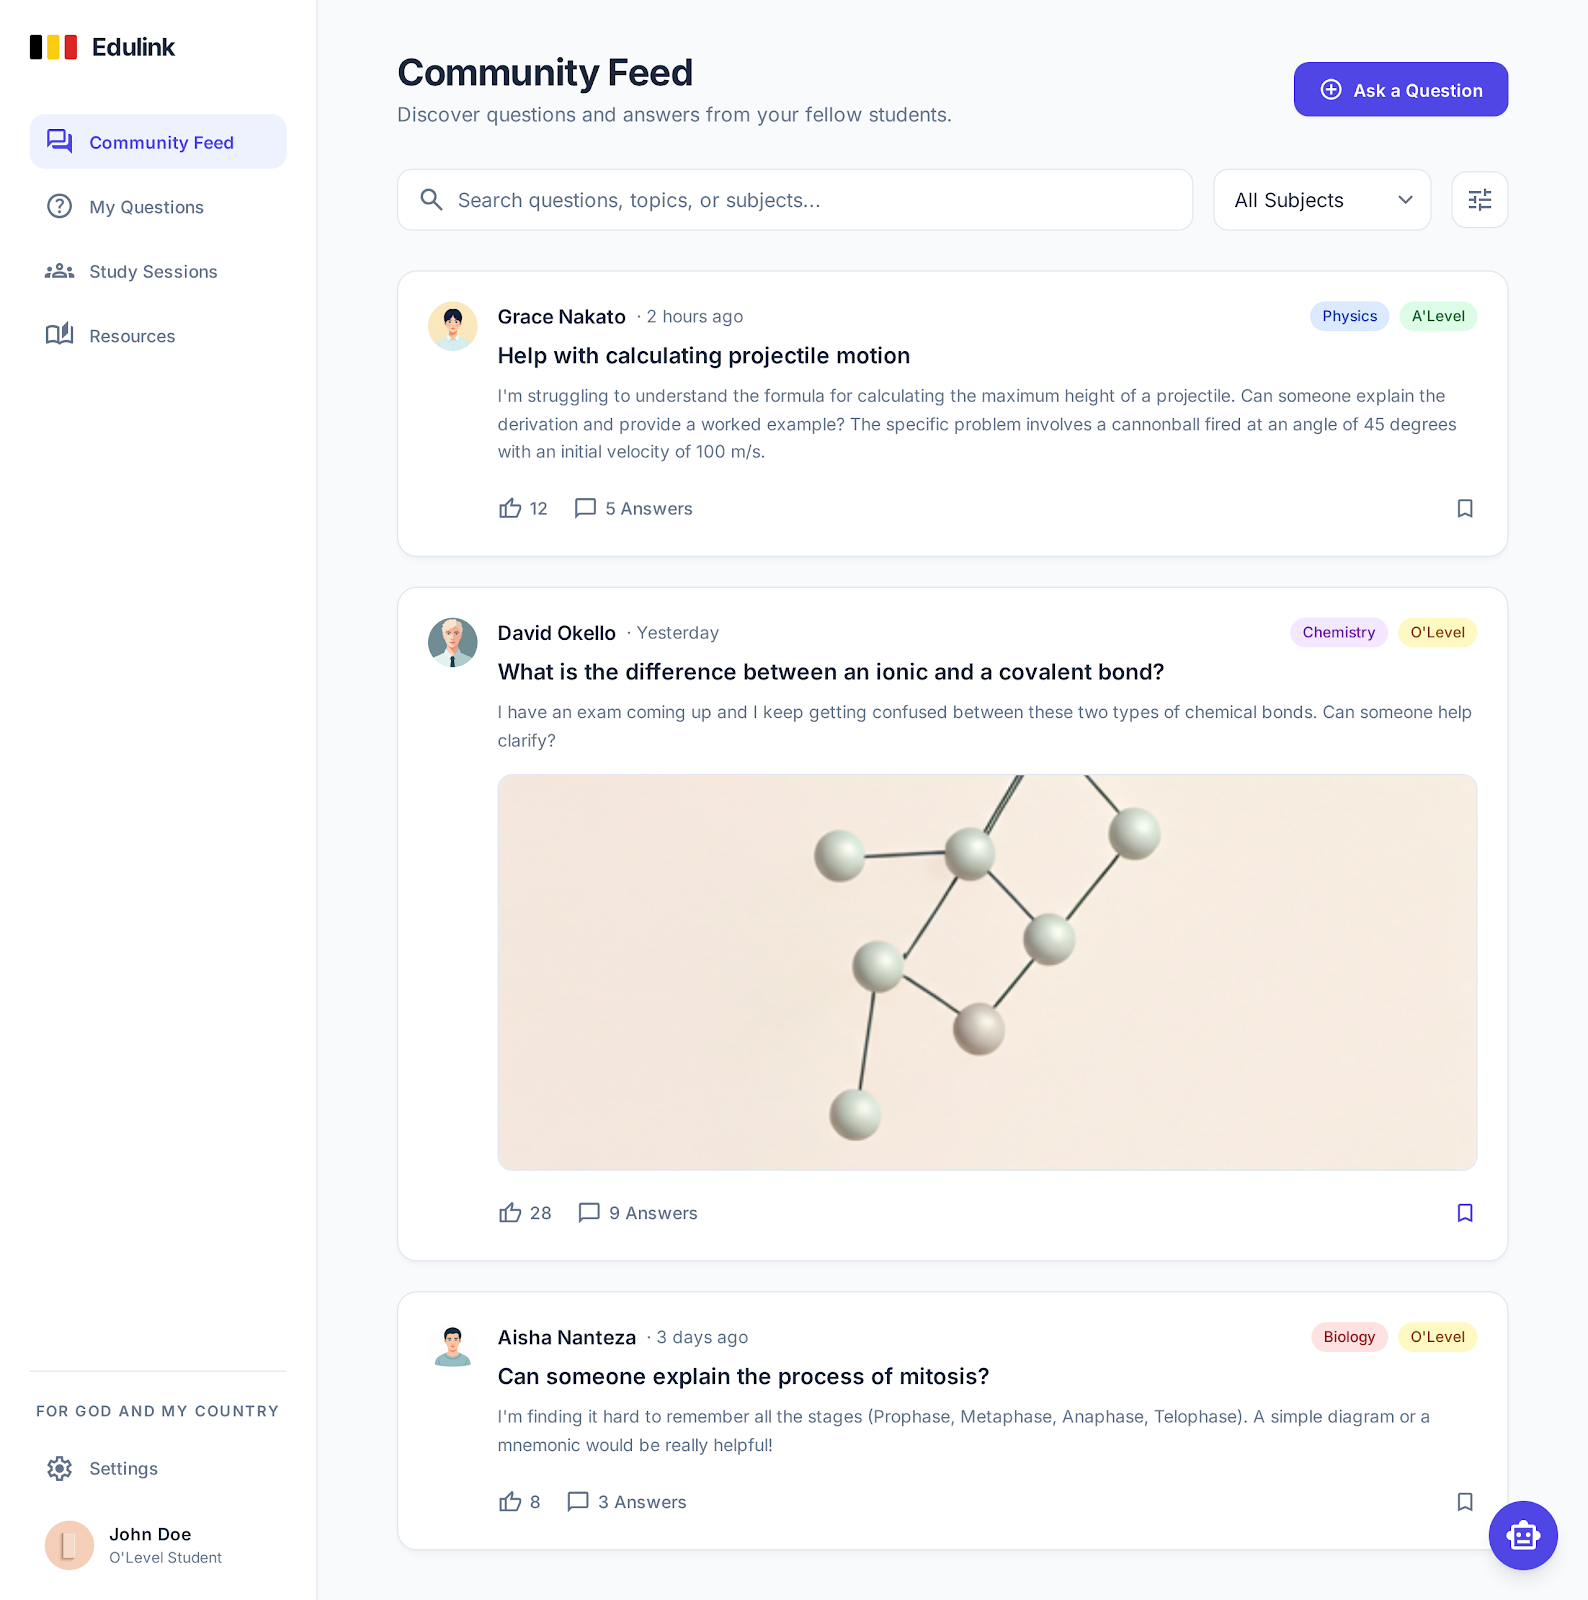 Edulink
Community Feed
My Questions
Study Sessions
Resources
FOR GOD AND MY COUNTRY
Settings
John Doe
O'Level Student
Community Feed
Discover questions and answers from your fellow students.
Ask a Question
Search questions, topics, or subjects...
All Subjects
Grace Nakato · 2 hours ago
Physics
A'Level
Help with calculating projectile motion
I'm struggling to understand the formula for calculating the maximum height of a projectile. Can someone explain the
derivation and provide a worked example? The specific problem involves a cannonball fired at an angle of 45 degrees
with an initial velocity of 100 m/s.
12
5 Answers
David Okello · Yesterday
Chemistry
O'Level
What is the difference between an ionic and a covalent bond?
I have an exam coming up and I keep getting confused between these two types of chemical bonds. Can someone help
clarify?
28
9 Answers
Aisha Nanteza · 3 days ago
Biology
O'Level
Can someone explain the process of mitosis?
I'm finding it hard to remember all the stages (Prophase, Metaphase, Anaphase, Telophase). A simple diagram or a
mnemonic would be really helpful!
8
3 Answers